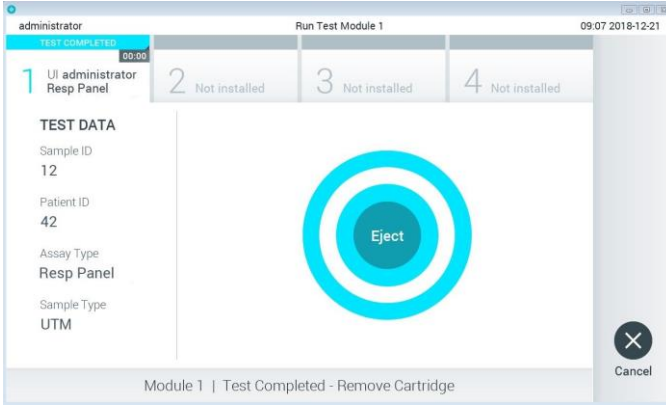 administrator
Run Test Module 1
09:07 2018-12-21
TEST COMPLETED
00:00
1
UI administrator
Resp Panel
2 Not installed
3 Not installed
4 Not installed
TEST DATA
Sample ID
12
Patient ID
42
Assay Type
Resp Panel
Sample Type
UTM
Eject
Cancel
Module 1 | Test Completed - Remove Cartridge